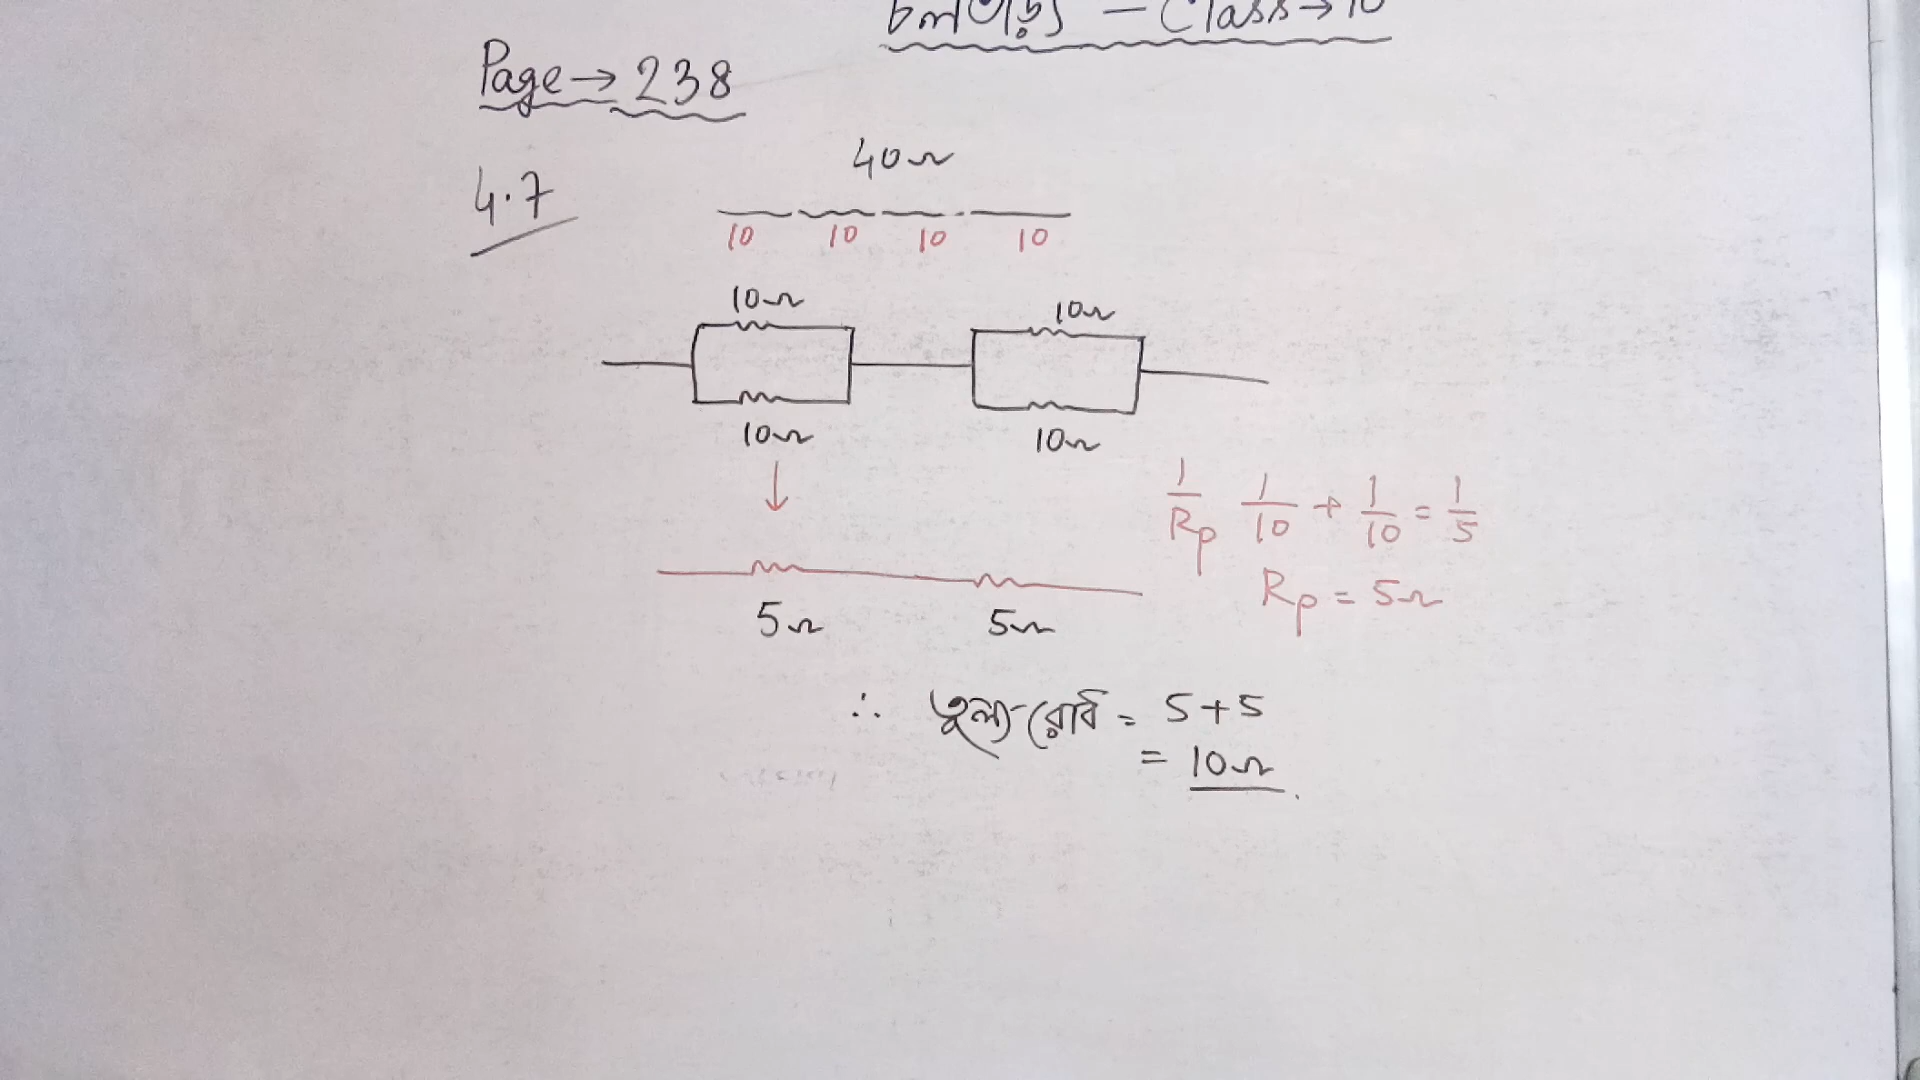 চলতড়িৎ – Class→10
Page→238
4.7
40Ω
10 10 10 10
10Ω 10Ω
10Ω 10Ω
1/Rp 1/10 + 1/10 = 1/5
Rp = 5Ω
5Ω 5Ω
∴ তুল্য-রোধ = 5+5
= 10Ω